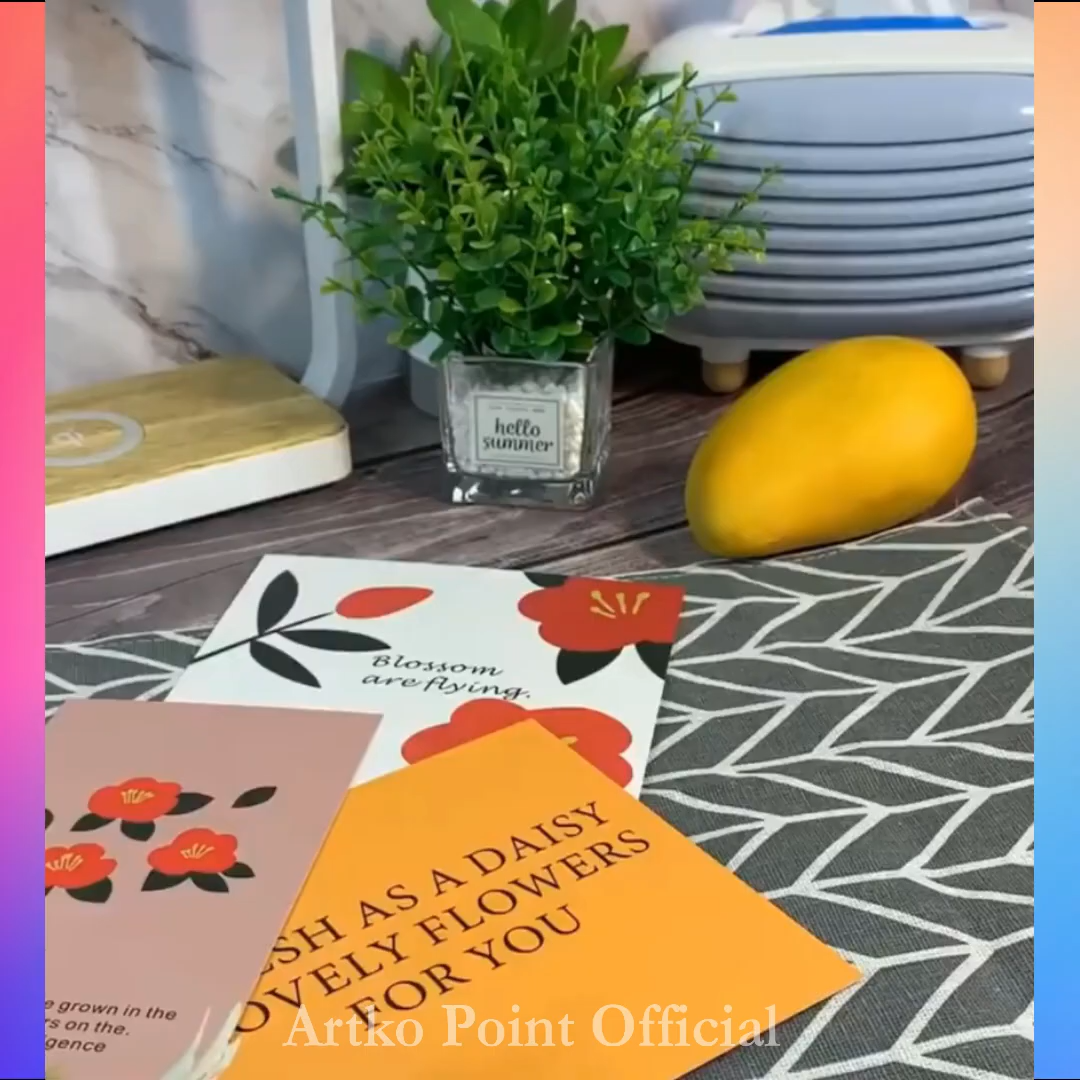 hello
summer
Blossom
are flying.
ESH AS A DAISY
OVELY FLOWERS
FOR YOU
e grown in the
rs on the.
gence
Artko Point Official